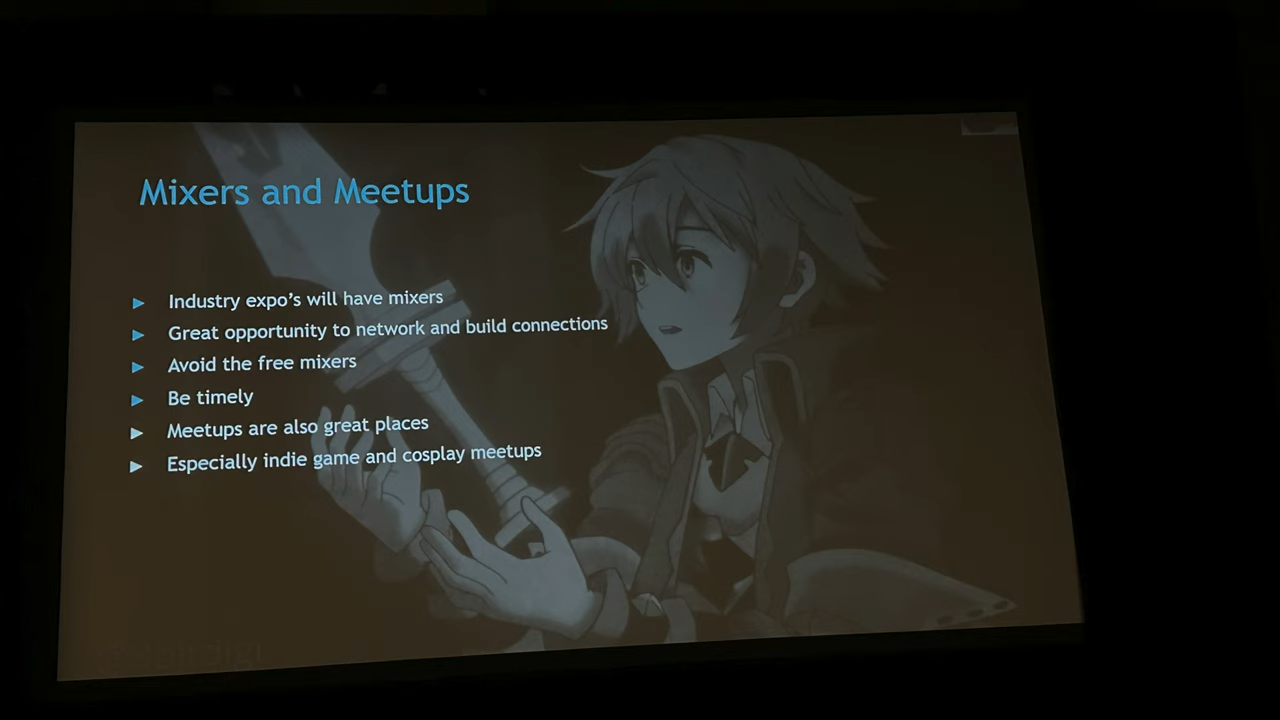 Mixers and Meetups
Industry expo's will have mixers
Great opportunity to network and build connections
Avoid the free mixers
Be timely
Meetups are also great places
Especially indie game and cosplay meetups